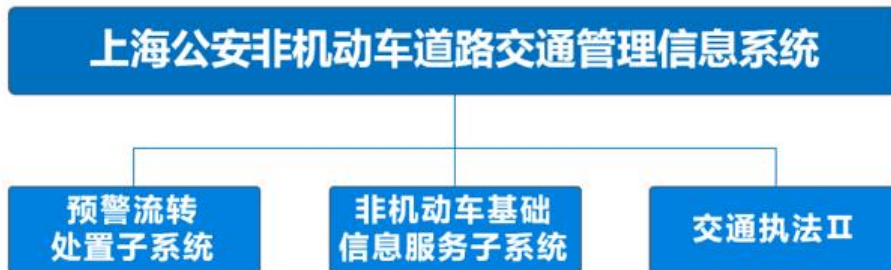 上海公安非机动车道路交通管理信息系统
预警流转
处置子系统
非机动车基础
信息服务子系统
交通执法Ⅱ